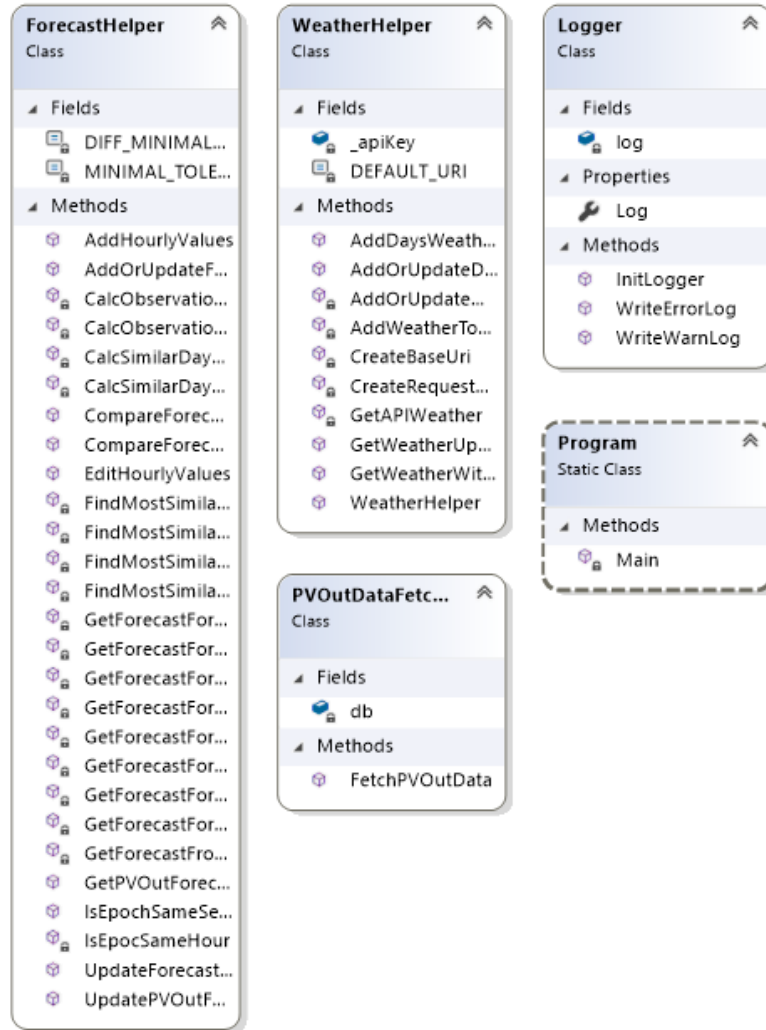 ForecastHelper
Class
Fields
DIFF_MINIMAL...
MINIMAL_TOLE...
Methods
AddHourlyValues
AddOrUpdateF...
CalcObservatio...
CalcObservatio...
CalcSimilarDay...
CalcSimilarDay...
CompareForec...
CompareForec...
EditHourlyValues
FindMostSimila...
FindMostSimila...
FindMostSimila...
FindMostSimila...
GetForecastFor...
GetForecastFor...
GetForecastFor...
GetForecastFor...
GetForecastFor...
GetForecastFor...
GetForecastFor...
GetForecastFor...
GetForecastFro...
GetPVOutForec...
IsEpochSameSe...
IsEpocSameHour
UpdateForecast...
UpdatePVOutF...
WeatherHelper
Class
Fields
_apiKey
DEFAULT_URI
Methods
AddDaysWeath...
AddOrUpdateD...
AddOrUpdate...
AddWeatherTo...
CreateBaseUri
CreateRequest...
GetAPIWeather
GetWeatherUp...
GetWeatherWit...
WeatherHelper
PVOutDataFetc...
Class
Fields
db
Methods
FetchPVOutData
Logger
Class
Fields
log
Properties
Log
Methods
InitLogger
WriteErrorLog
WriteWarnLog
Program
Static Class
Methods
Main